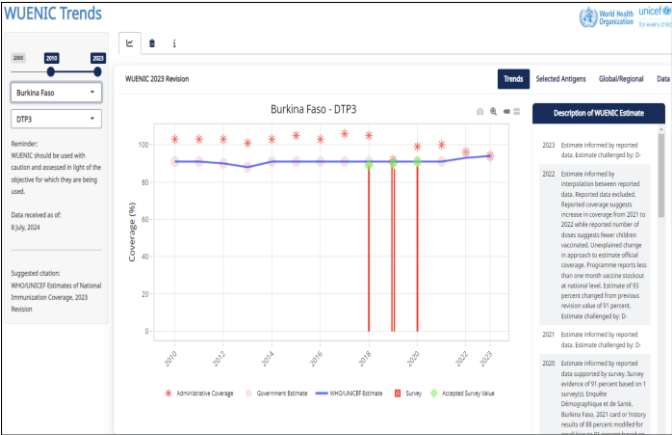 WUENIC Trends
World Health
Organization
unicef
for every child
2000
2010
2023
Burkina Faso
DTP3
Reminder:
WUENIC should be used with
caution and assessed in light of the
objective for which they are being
used.
Data received as of:
8 July, 2024
Suggested citation:
WHO/UNICEF Estimates of National
Immunization Coverage, 2023
Revision
i
WUENIC 2023 Revision
Trends
Selected Antigens
Global/Regional
Data
Burkina Faso - DTP3
Coverage (%)
100
80
60
40
20
0
2010
2012
2014
2016
2018
2020
2022
2023
Administrative Coverage
Government Estimate
WHO/UNICEF Estimate
Survey
Accepted Survey Value
Description of WUENIC Estimate
2023 Estimate informed by reported
data. Estimate challenged by: D-
2022 Estimate informed by
interpolation between reported
data. Reported data excluded.
Reported coverage suggests
increase in coverage from 2021 to
2022 while reported number of
doses suggests fewer children
vaccinated. Unexplained change
in approach to estimate official
coverage. Programme reports less
than one month vaccine stockout
at national level. Estimate of 93
percent changed from previous
revision value of 91 percent.
Estimate challenged by: D-
2021 Estimate informed by reported
data. Estimate challenged by: D-
2020 Estimate informed by reported
data supported by survey. Survey
evidence of 91 percent based on 1
survey(s). Enquête
Démographique et de Santé,
Burkina Faso, 2021 card or history
results of 88 percent modified for